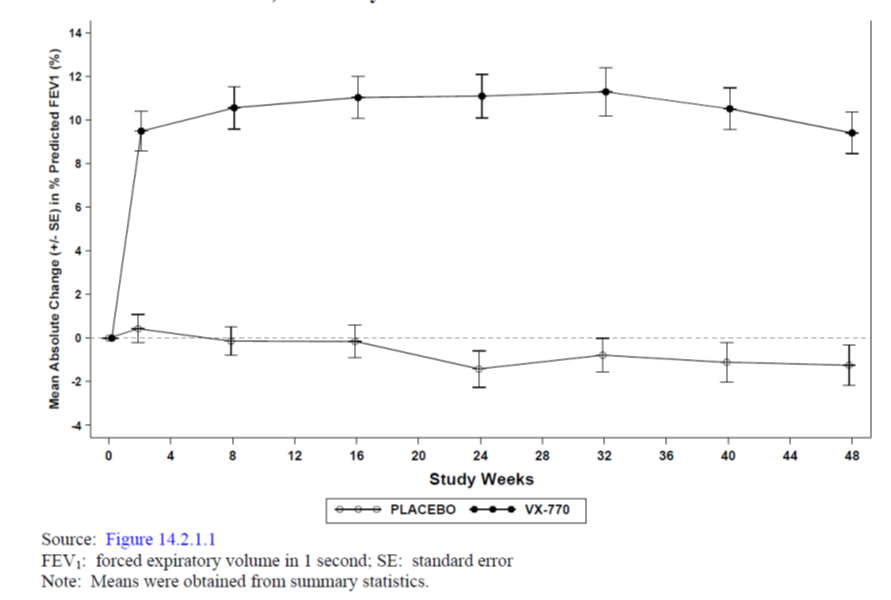 Mean Absolute Change (+/- SE) in % Predicted FEV1 (%)
14
12
10
8
6
4
2
0
-2
-4
0 4 8 12 16 20 24 28 32 36 40 44 48
Study Weeks
PLACEBO VX-770
Source: Figure 14.2.1.1
FEV₁: forced expiratory volume in 1 second; SE: standard error
Note: Means were obtained from summary statistics.